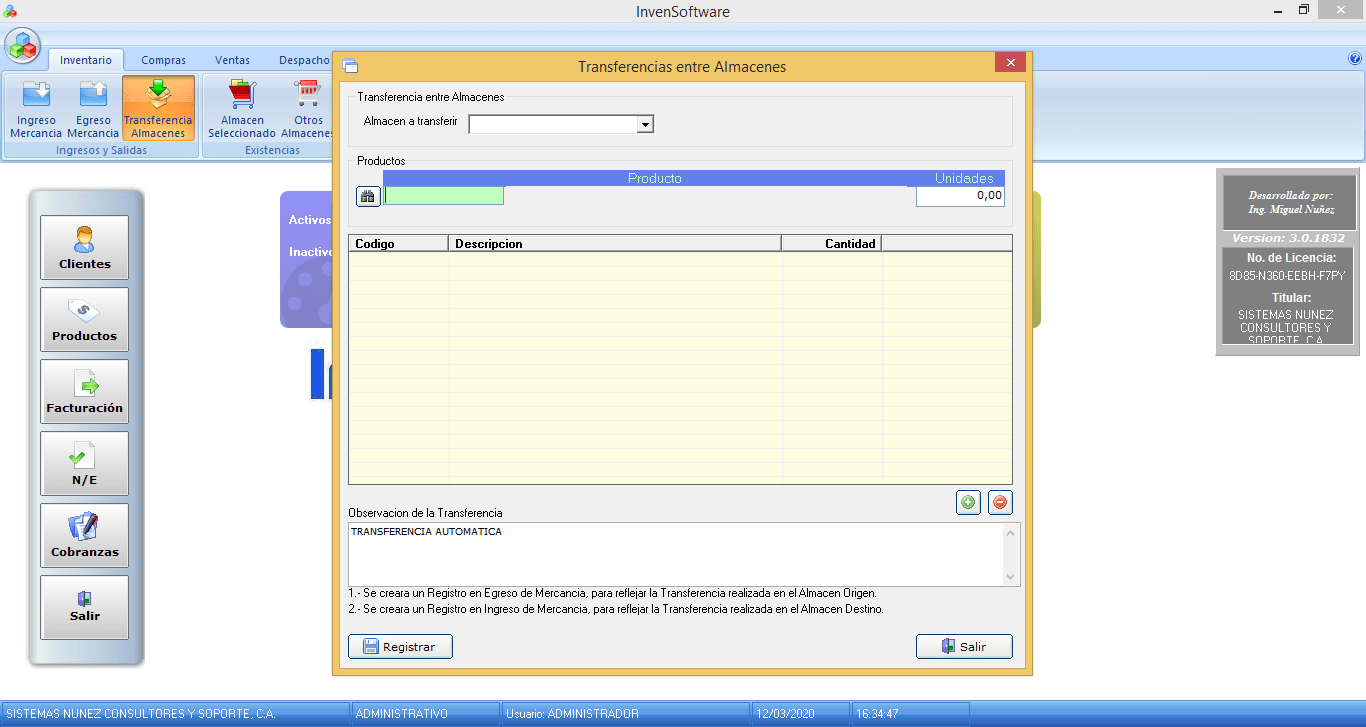 InvenSoftware
Inventario
Compras
Ventas
Despacho
Ingreso
Mercancia
Egreso
Mercancia
Transferencia
Almacenes
Almacen
Seleccionado
Otros
Almacenes
Ingresos y Salidas
Existencias
Transferencias entre Almacenes
Transferencia entre Almacenes
Almacen a transferir
Productos
Producto
Unidades
0,00
Codigo
Descripcion
Cantidad
Observacion de la Transferencia
TRANSFERENCIA AUTOMATICA
1.- Se creara un Registro en Egreso de Mercancia, para reflejar la Transferencia realizada en el Almacen Origen.
2.- Se creara un Registro en Ingreso de Mercancia, para reflejar la Transferencia realizada en el Almacen Destino.
Registrar
Salir
Clientes
Productos
Facturación
N/E
Cobranzas
Salir
Activos
Inactivo
Desarrollado por:
Ing. Miguel Nuñez
Version: 3.0.1832
No. de Licencia:
8D85-N360-EEBH-F7PY
Titular:
SISTEMAS NUNEZ
CONSULTORES Y
SOPORTE, C.A.
SISTEMAS NUNEZ CONSULTORES Y SOPORTE, C.A.
ADMINISTRATIVO
Usuario: ADMINISTRADOR
12/03/2020
16:34:47